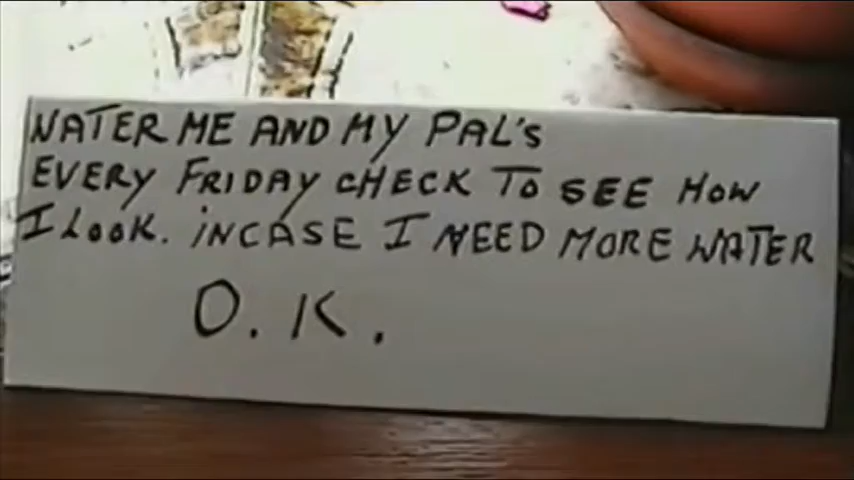 WATER ME AND MY PAL'S
EVERY FRIDAY CHECK TO SEE HOW
I LOOK. INCASE I NEED MORE WATER
O.K.